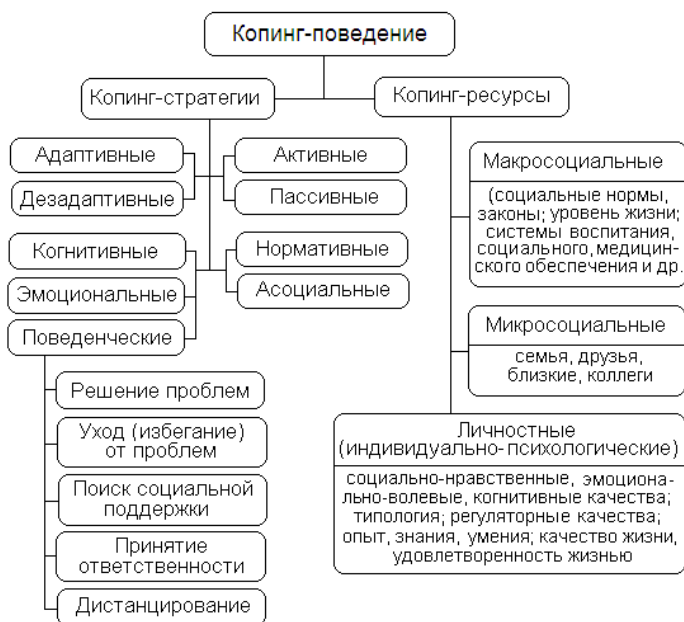 Копинг-поведение
Копинг-стратегии
Копинг-ресурсы
Адаптивные
Дезадаптивные
Активные
Пассивные
Когнитивные
Эмоциональные
Поведенческие
Нормативные
Асоциальные
Решение проблем
Уход (избегание)
от проблем
Поиск социальной
поддержки
Принятие
ответственности
Дистанцирование
Макросоциальные
(социальные нормы,
законы; уровень жизни;
системы воспитания,
социального, медицин-
ского обеспечения и др.
Микросоциальные
семья, друзья,
близкие, коллеги
Личностные
(индивидуально-психологические)
социально-нравственные, эмоциона-
льно-волевые, когнитивные качества;
типология; регуляторные качества;
опыт, знания, умения; качество жизни,
удовлетворенность жизнью